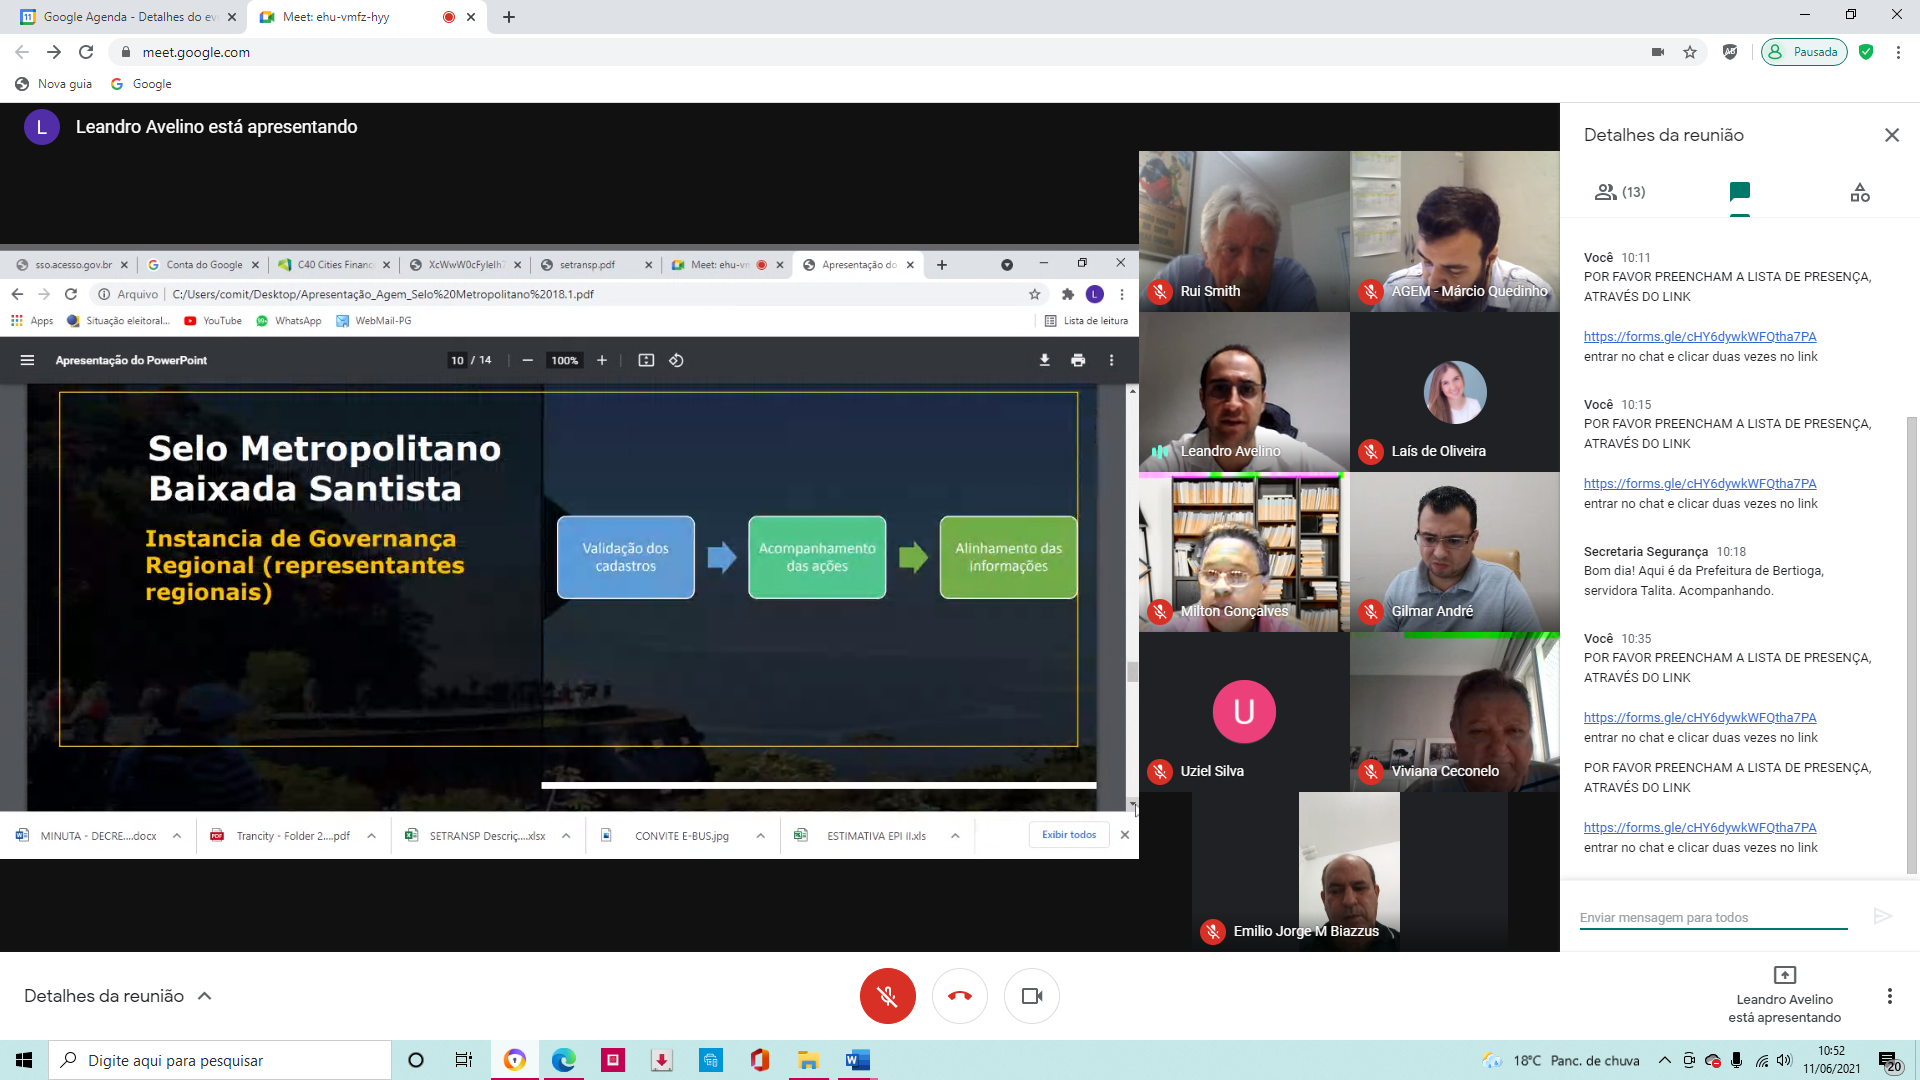 Google Agenda - Detalhes do ev
Meet: ehu-vmfz-hyy
meet.google.com
Pausada
Nova guia
Google
L
Leandro Avelino está apresentando
sso.acesso.gov.br
Conta do Google
C40 Cities Financ
setransp.pdf
Meet: ehu-vm
Apresentação do
Arquivo
C:/Users/comit/Desktop/Apresentação_Agem_Selo%20Metropolitano%2018.1.pdf
L
Apps
Situação eleitoral...
YouTube
WhatsApp
WebMail-PG
Lista de leitura
Apresentação do PowerPoint
10 / 14
100%
Selo Metropolitano
Baixada Santista
Instancia de Governança
Regional (representantes
regionais)
Validação dos
cadastros
Acompanhamento
das ações
Alinhamento das
informações
MINUTA - DECRE....docx
Trancity - Folder 2....pdf
SETRANSP Descriç....xlsx
CONVITE E-BUS.jpg
ESTIMATIVA EPI II.xls
Exibir todos
Rui Smith
AGEM - Márcio Quedinho
Leandro Avelino
Laís de Oliveira
Milton Gonçalves
Gilmar André
U
Uziel Silva
Viviana Ceconelo
Emilio Jorge M Biazzus
Detalhes da reunião
(13)
Você 10:11
POR FAVOR PREENCHAM A LISTA DE PRESENÇA,
ATRAVÉS DO LINK
https://forms.gle/cHY6dywkWFQtha7PA
entrar no chat e clicar duas vezes no link
Você 10:15
POR FAVOR PREENCHAM A LISTA DE PRESENÇA,
ATRAVÉS DO LINK
https://forms.gle/cHY6dywkWFQtha7PA
entrar no chat e clicar duas vezes no link
Secretaria Segurança 10:18
Bom dia! Aqui é da Prefeitura de Bertioga,
servidora Talita. Acompanhando.
Você 10:35
POR FAVOR PREENCHAM A LISTA DE PRESENÇA,
ATRAVÉS DO LINK
https://forms.gle/cHY6dywkWFQtha7PA
entrar no chat e clicar duas vezes no link
POR FAVOR PREENCHAM A LISTA DE PRESENÇA,
ATRAVÉS DO LINK
https://forms.gle/cHY6dywkWFQtha7PA
entrar no chat e clicar duas vezes no link
Enviar mensagem para todos
Detalhes da reunião
Leandro Avelino
está apresentando
Digite aqui para pesquisar
18°C Panc. de chuva
10:52
11/06/2021
20